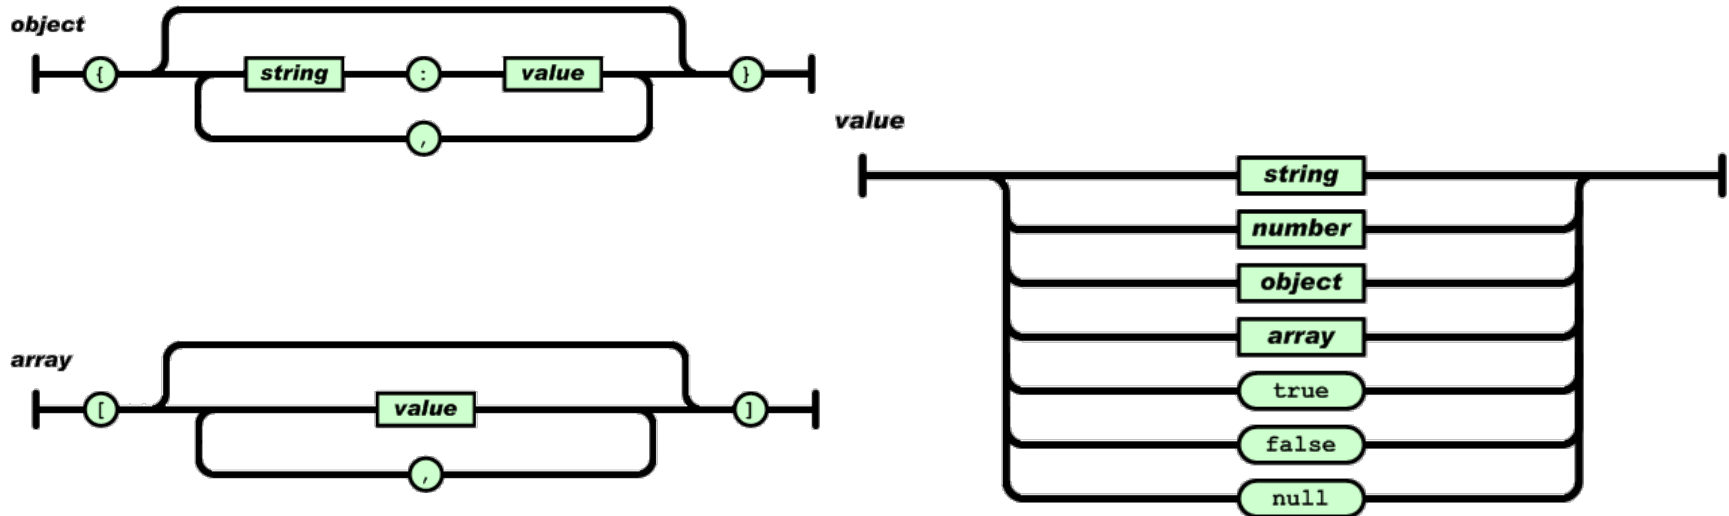 object
{ string : value }
,
array
[ value ]
,
value
string
number
object
array
true
false
null